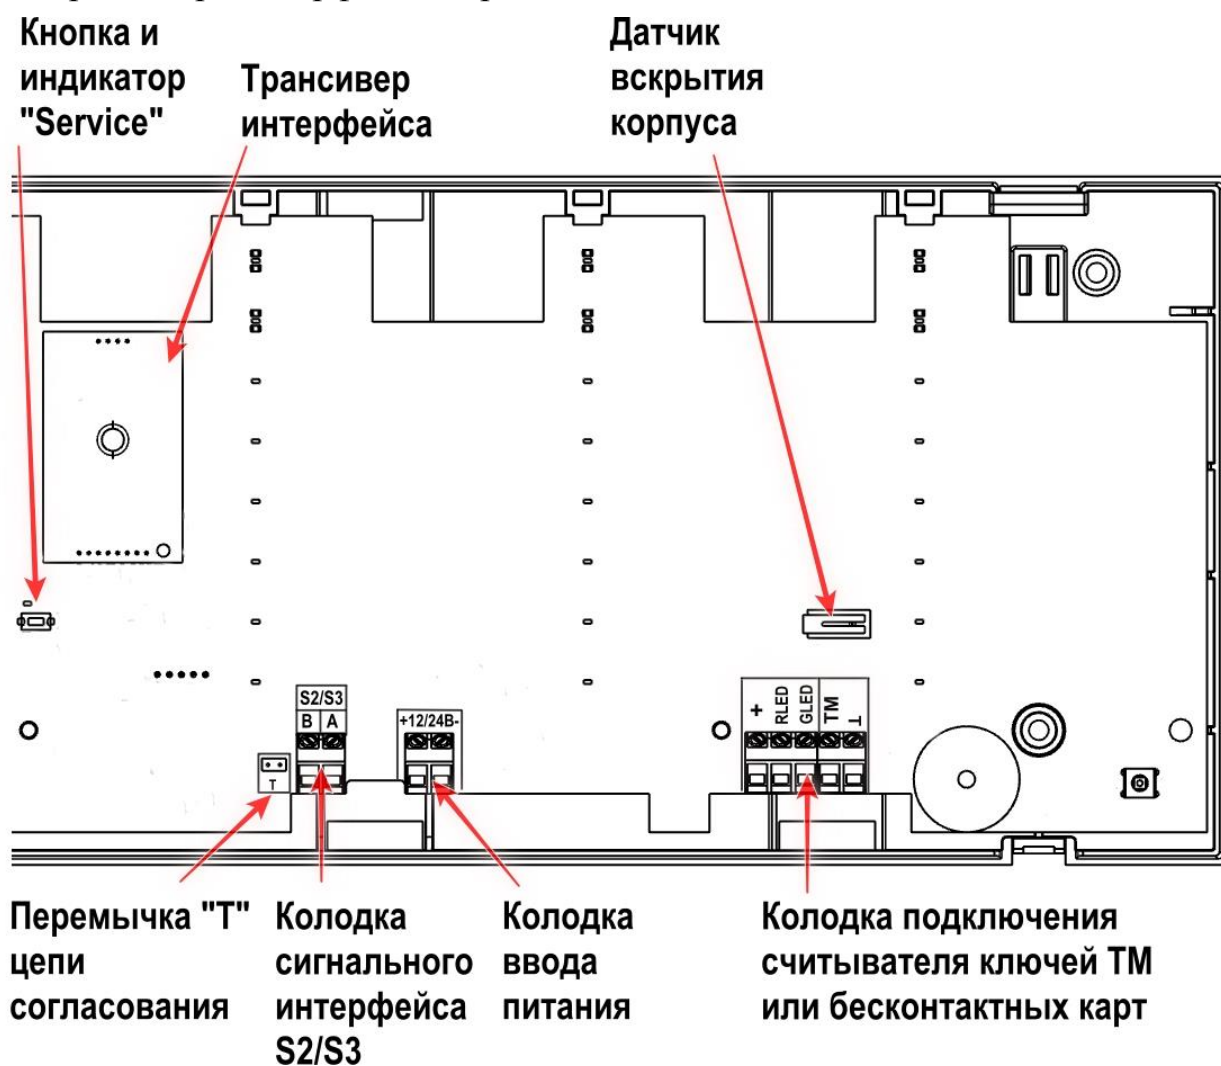 Кнопка и
индикатор
"Service"
Трансивер
интерфейса
Датчик
вскрытия
корпуса
S2/S3
B A
+12/24В-
T
+ RLED GLED TM ⊥
Перемычка "Т"
цепи
согласования
Колодка
сигнального
интерфейса
S2/S3
Колодка
ввода
питания
Колодка подключения
считывателя ключей ТМ
или бесконтактных карт